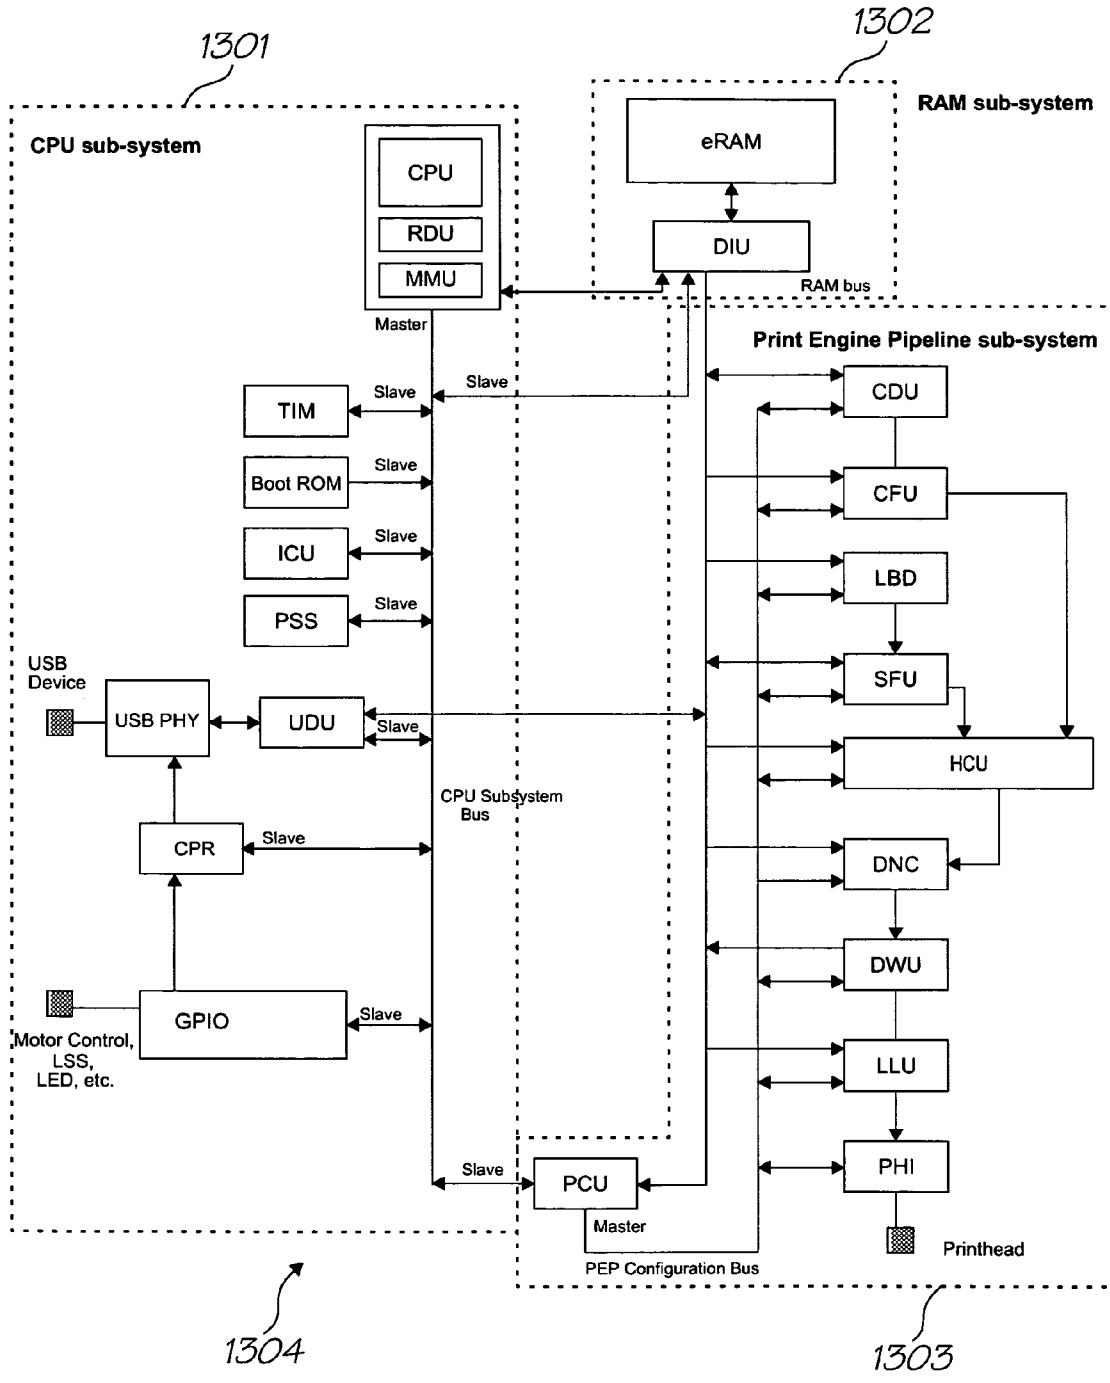 1301
1302
CPU sub-system
RAM sub-system
CPU
RDU
MMU
Master
eRAM
DIU
RAM bus
Print Engine Pipeline sub-system
Slave
TIM
Slave
Boot ROM
Slave
ICU
Slave
PSS
Slave
USB
Device
USB PHY
UDU
Slave
CPU Subsystem
Bus
CPR
Slave
GPIO
Slave
Motor Control,
LSS,
LED, etc.
CDU
CFU
LBD
SFU
HCU
DNC
DWU
LLU
PHI
Slave
PCU
Master
PEP Configuration Bus
Printhead
1304
1303